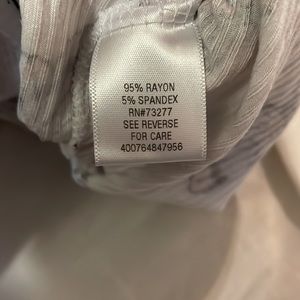 95% RAYON
5% SPANDEX
RN#73277
SEE REVERSE
FOR CARE
400764847956